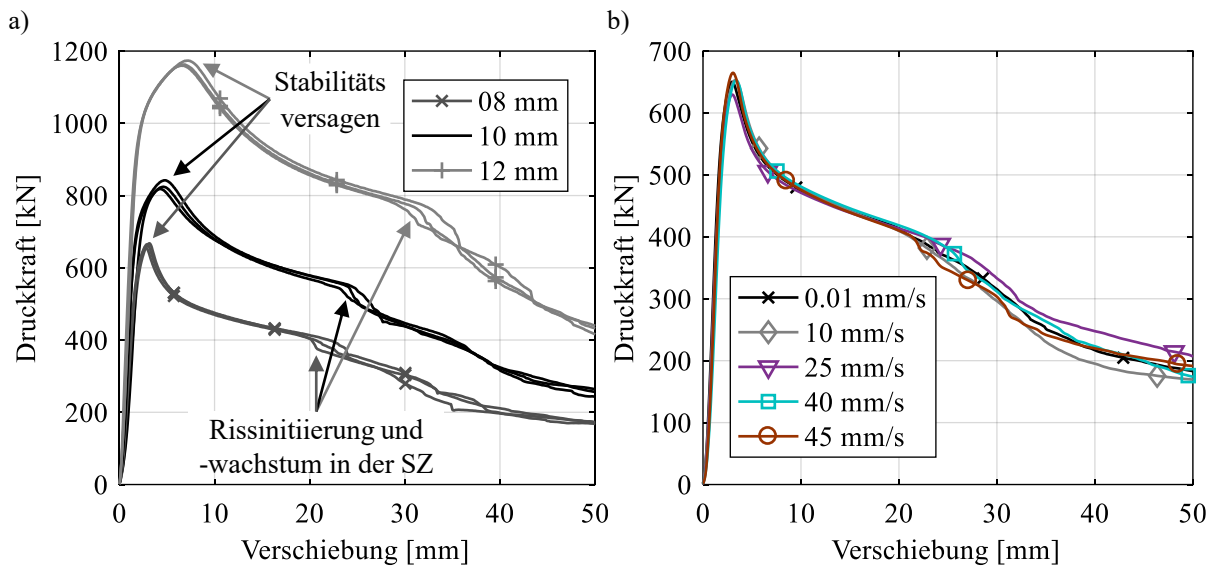 a)
1200
1000
800
600
400
200
0
Druckkraft [kN]
0 10 20 30 40 50
Verschiebung [mm]
Stabilitäts
versagen
08 mm
10 mm
12 mm
Rissinitiierung und
-wachstum in der SZ
b)
700
600
500
400
300
200
100
0
Druckkraft [kN]
0 10 20 30 40 50
Verschiebung [mm]
0.01 mm/s
10 mm/s
25 mm/s
40 mm/s
45 mm/s